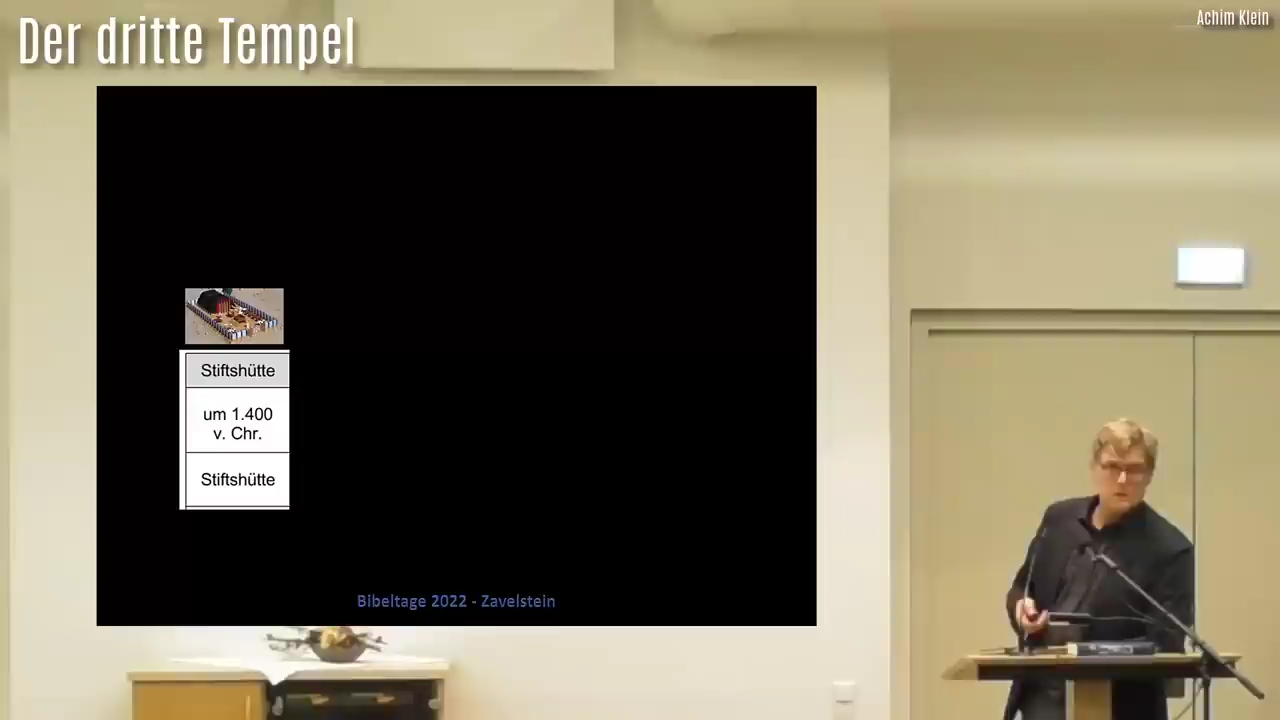 Der dritte Tempel
Achim Klein
Stiftshütte
um 1.400
v. Chr.
Stiftshütte
Bibeltage 2022 - Zavelstein